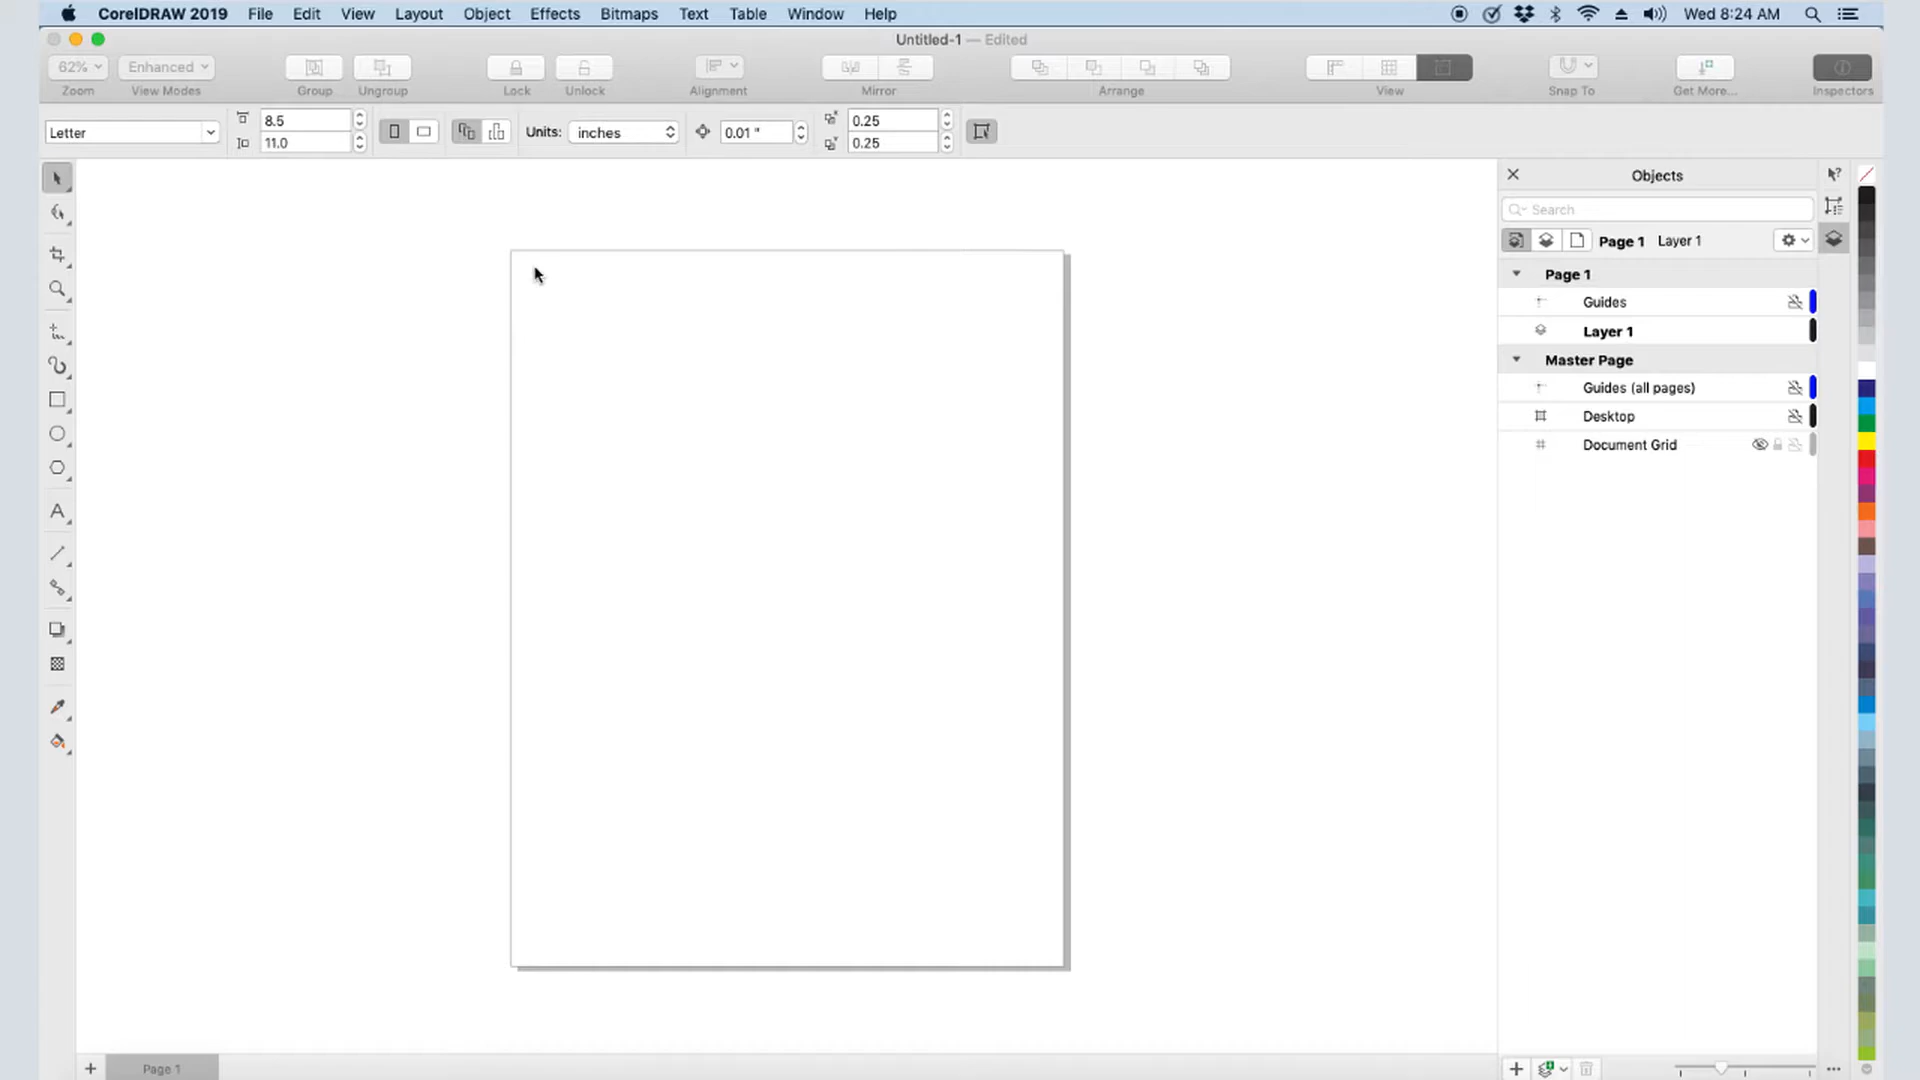 CorelDRAW 2019 File Edit View Layout Object Effects Bitmaps Text Table Window Help Wed 8:24 AM
Untitled-1 — Edited
62% Enhanced
Zoom View Modes Group Ungroup Lock Unlock Alignment Mirror Arrange View Snap To Get More... Inspectors
Letter 8.5 Units: inches 0.01 " 0.25
11.0 0.25
Objects
Search
Page 1 Layer 1
Page 1
Guides
Layer 1
Master Page
Guides (all pages)
Desktop
Document Grid
Page 1